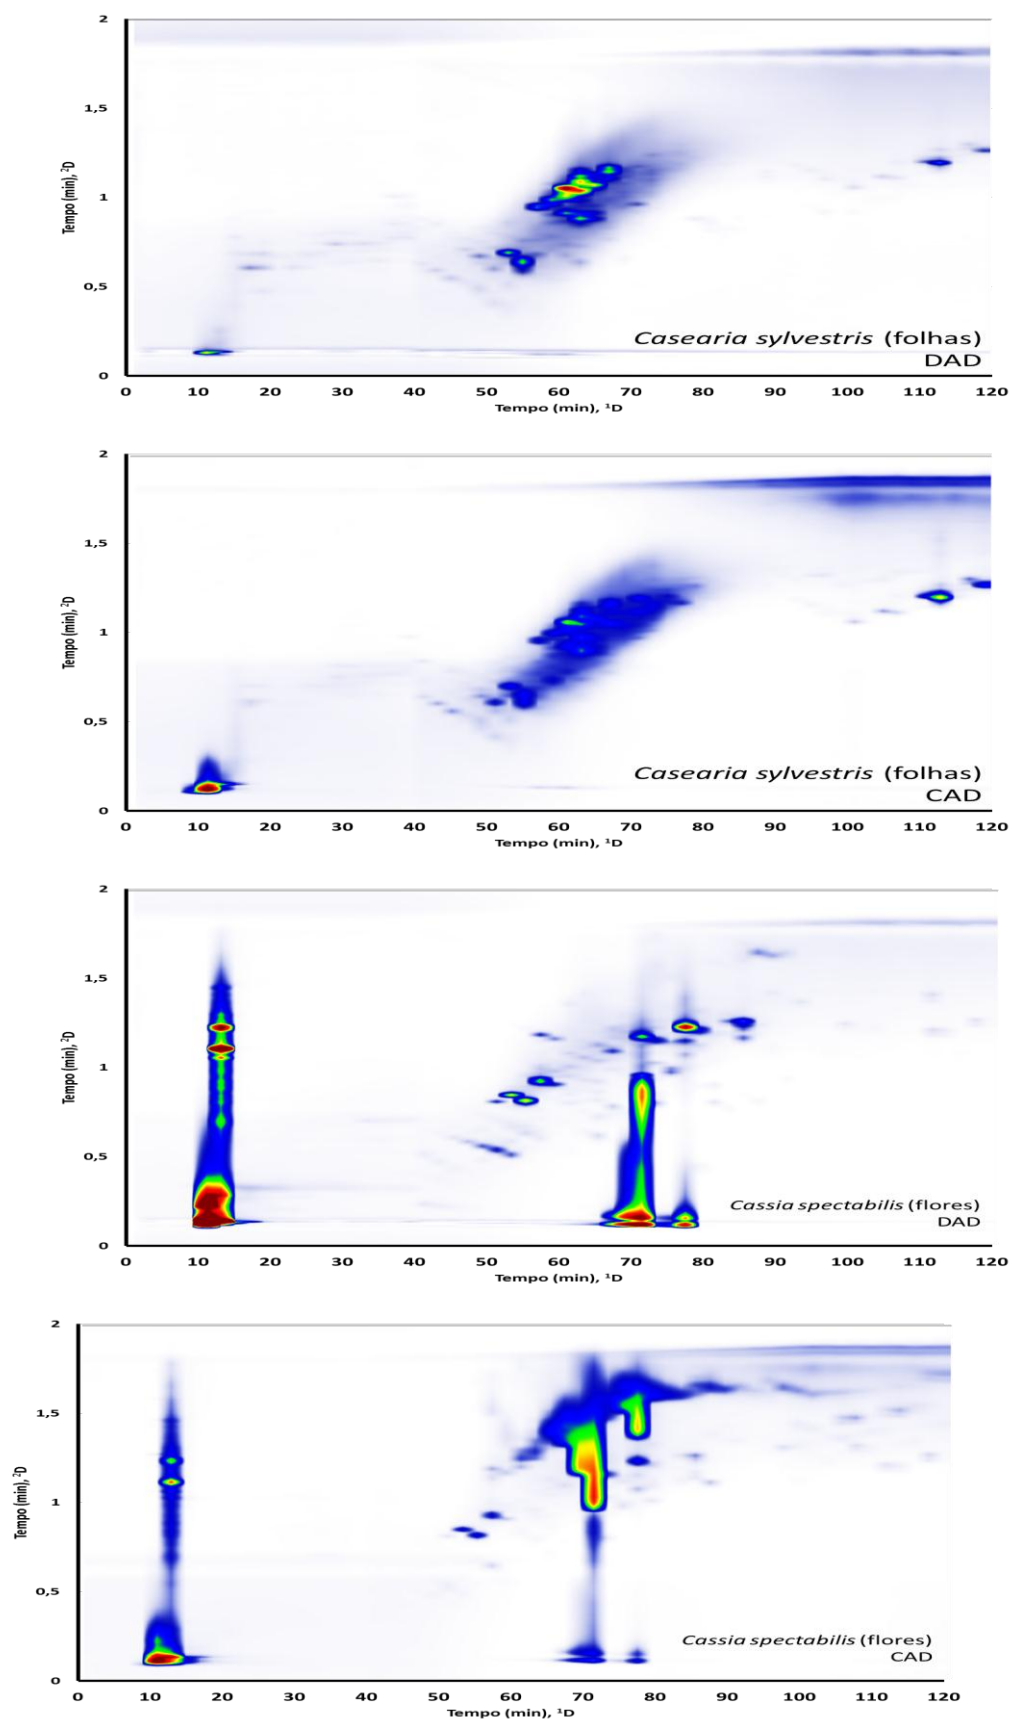 2
1,5
1
0,5
0
Tempo (min), ²D
0 10 20 30 40 50 60 70 80 90 100 110 120
Tempo (min), ¹D
Casearia sylvestris (folhas)
DAD
2
1,5
1
0,5
0
Tempo (min), ²D
0 10 20 30 40 50 60 70 80 90 100 110 120
Tempo (min), ¹D
Casearia sylvestris (folhas)
CAD
2
1,5
1
0,5
0
Tempo (min), ²D
0 10 20 30 40 50 60 70 80 90 100 110 120
Tempo (min), ¹D
Cassia spectabilis (flores)
DAD
2
1,5
1
0,5
0
Tempo (min), ²D
0 10 20 30 40 50 60 70 80 90 100 110 120
Tempo (min), ¹D
Cassia spectabilis (flores)
CAD